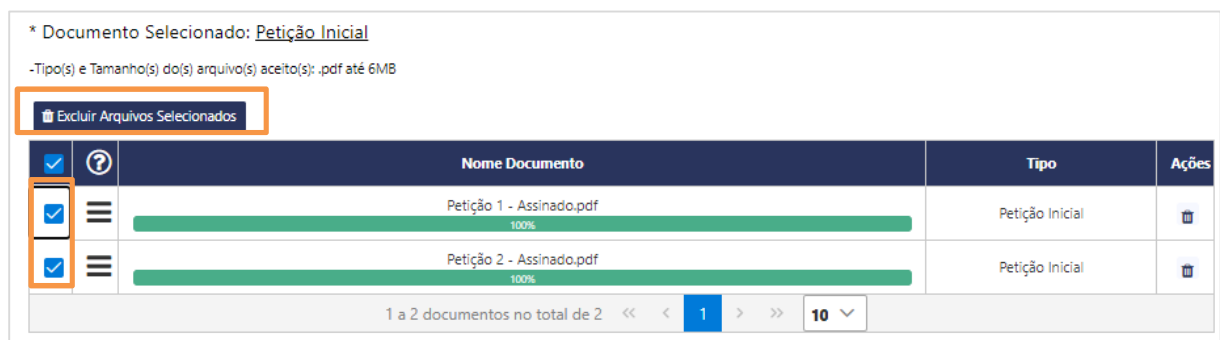 * Documento Selecionado: Petição Inicial
-Tipo(s) e Tamanho(s) do(s) arquivo(s) aceito(s): .pdf até 6MB
Excluir Arquivos Selecionados
? Nome Documento Tipo Ações
Petição 1 - Assinado.pdf
100%
Petição Inicial
Petição 2 - Assinado.pdf
100%
Petição Inicial
1 a 2 documentos no total de 2 << < 1 > >> 10